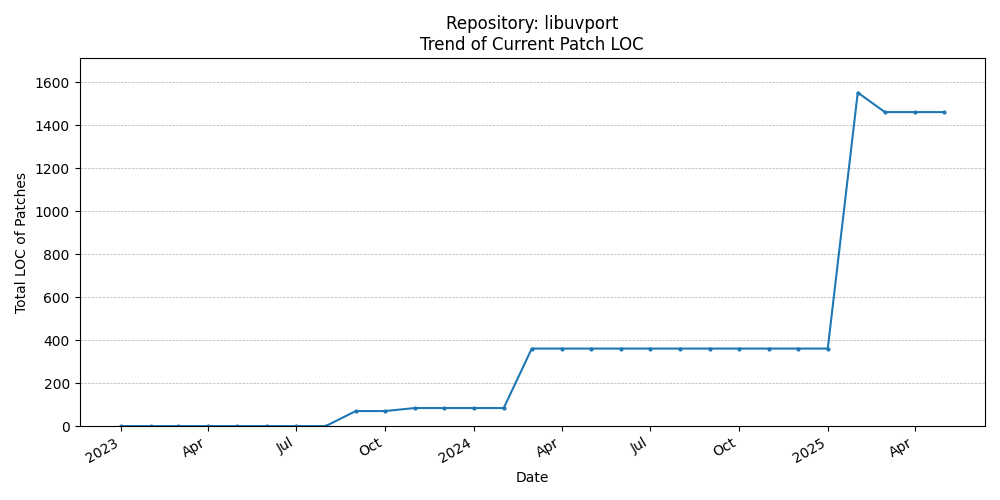 Repository: libuvport
Trend of Current Patch LOC
Total LOC of Patches
1600
1400
1200
1000
800
600
400
200
0
2023
Apr
Jul
Oct
2024
Apr
Jul
Oct
2025
Apr
Date